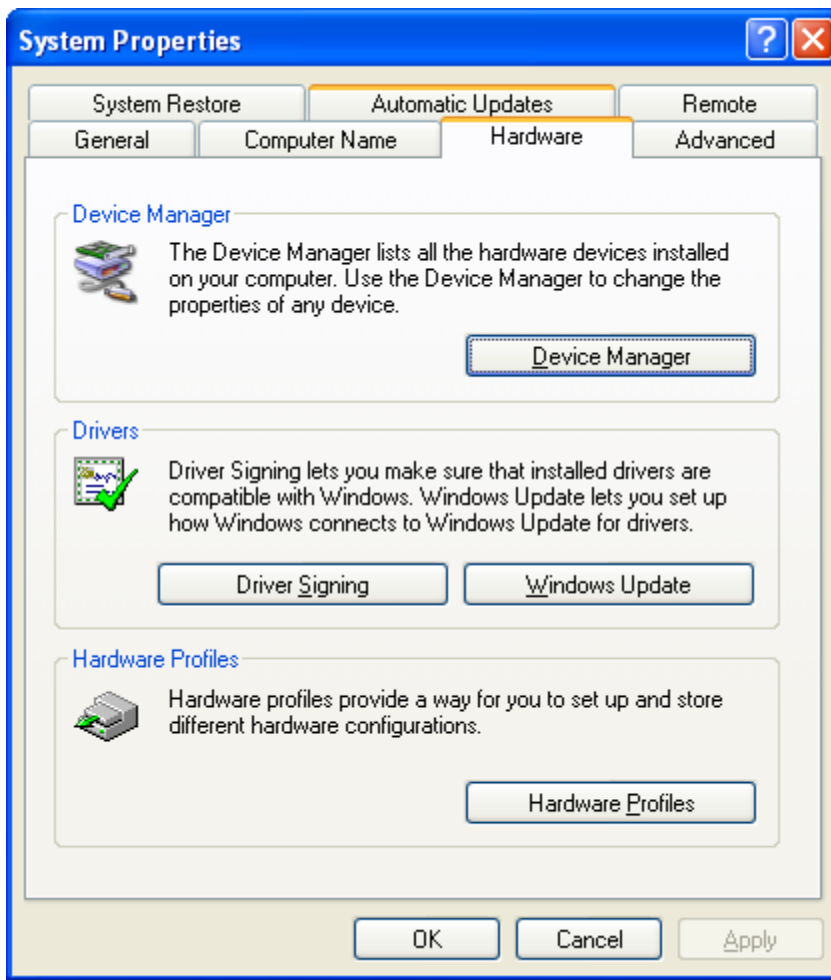 System Properties
System Restore Automatic Updates Remote
General Computer Name Hardware Advanced
Device Manager
The Device Manager lists all the hardware devices installed
on your computer. Use the Device Manager to change the
properties of any device.
Device Manager
Drivers
Driver Signing lets you make sure that installed drivers are
compatible with Windows. Windows Update lets you set up
how Windows connects to Windows Update for drivers.
Driver Signing Windows Update
Hardware Profiles
Hardware profiles provide a way for you to set up and store
different hardware configurations.
Hardware Profiles
OK Cancel Apply